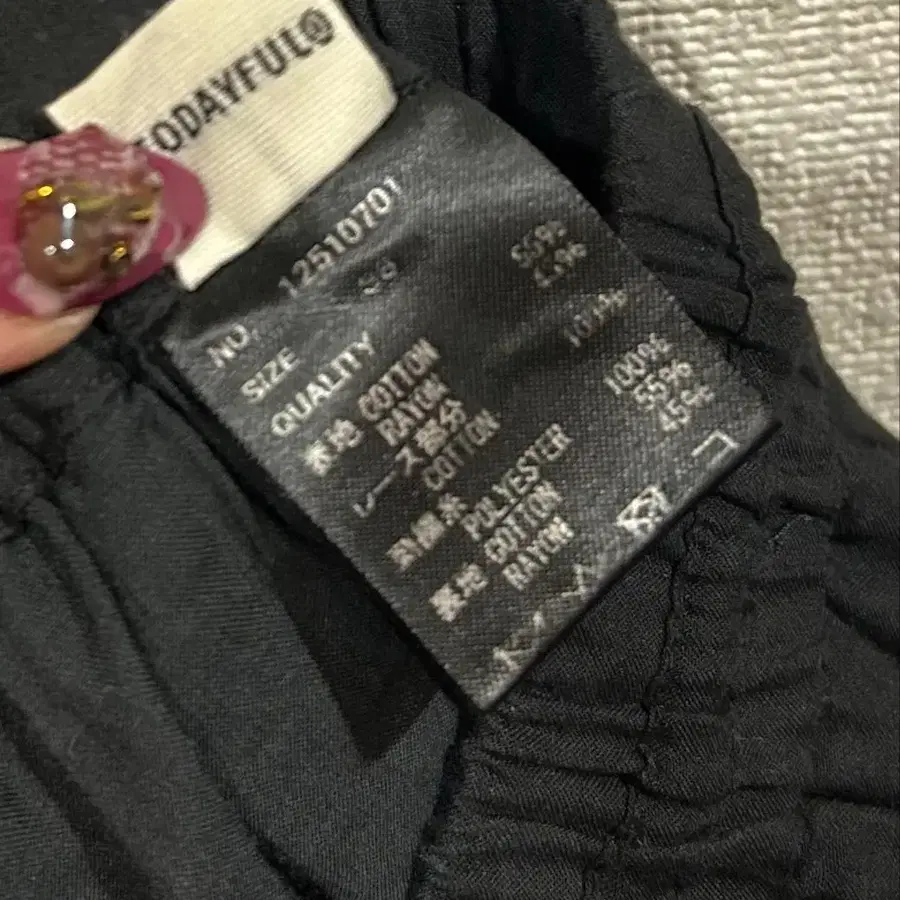 TODAYFUL®
NO. 12510701
SIZE
QUALITY
表地 COTTON 55%
RAYON 45%
レース部分
COTTON 100%
刺繍糸
POLYESTER 100%
裏地 COTTON 55%
RAYON 45%